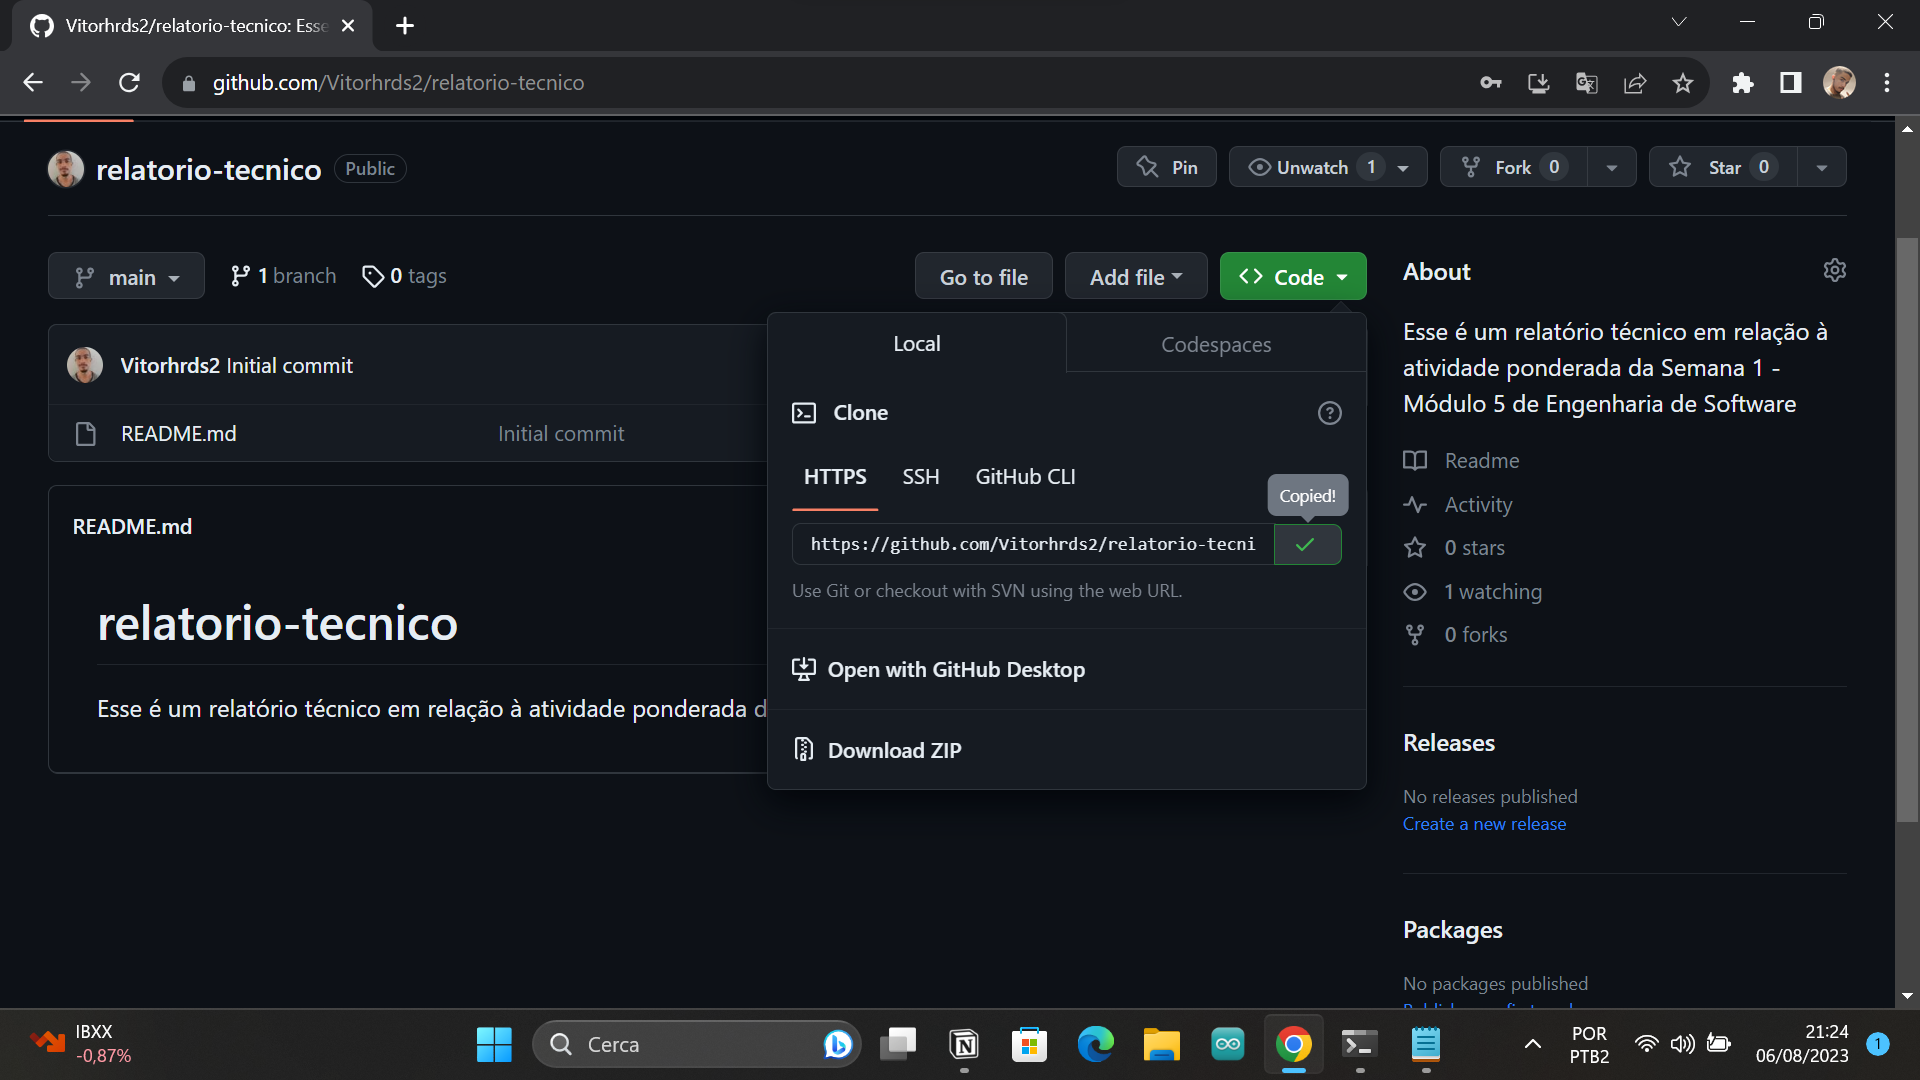 Vitorhrds2/relatorio-tecnico: Esse
github.com/Vitorhrds2/relatorio-tecnico
relatorio-tecnico Public
Pin
Unwatch 1
Fork 0
Star 0
main
1 branch
0 tags
Go to file
Add file
<> Code
About
Esse é um relatório técnico em relação à
atividade ponderada da Semana 1 -
Módulo 5 de Engenharia de Software
Readme
Activity
0 stars
1 watching
0 forks
Releases
No releases published
Create a new release
Packages
No packages published
Vitorhrds2 Initial commit
README.md Initial commit
README.md
relatorio-tecnico
Esse é um relatório técnico em relação à atividade ponderada d
Local
Codespaces
Clone
HTTPS SSH GitHub CLI
Copied!
https://github.com/Vitorhrds2/relatorio-tecni
Use Git or checkout with SVN using the web URL.
Open with GitHub Desktop
Download ZIP
IBXX
-0,87%
Cerca
POR
PTB2
21:24
06/08/2023
1